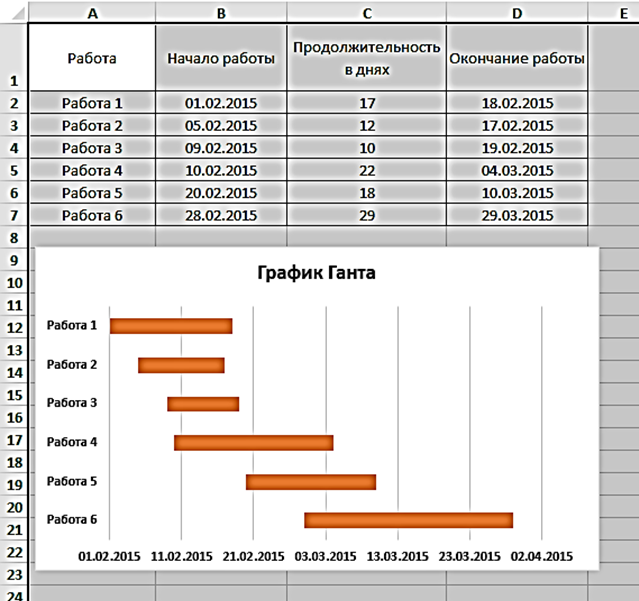 A B C D E
1 Работа Начало работы Продолжительность в днях Окончание работы
2 Работа 1 01.02.2015 17 18.02.2015
3 Работа 2 05.02.2015 12 17.02.2015
4 Работа 3 09.02.2015 10 19.02.2015
5 Работа 4 10.02.2015 22 04.03.2015
6 Работа 5 20.02.2015 18 10.03.2015
7 Работа 6 28.02.2015 29 29.03.2015
8
9
График Ганта
10
11
Работа 1
12
13
Работа 2
14
15
Работа 3
16
17
Работа 4
18
Работа 5
19
20
Работа 6
21
22
01.02.2015 11.02.2015 21.02.2015 03.03.2015 13.03.2015 23.03.2015 02.04.2015
23
24